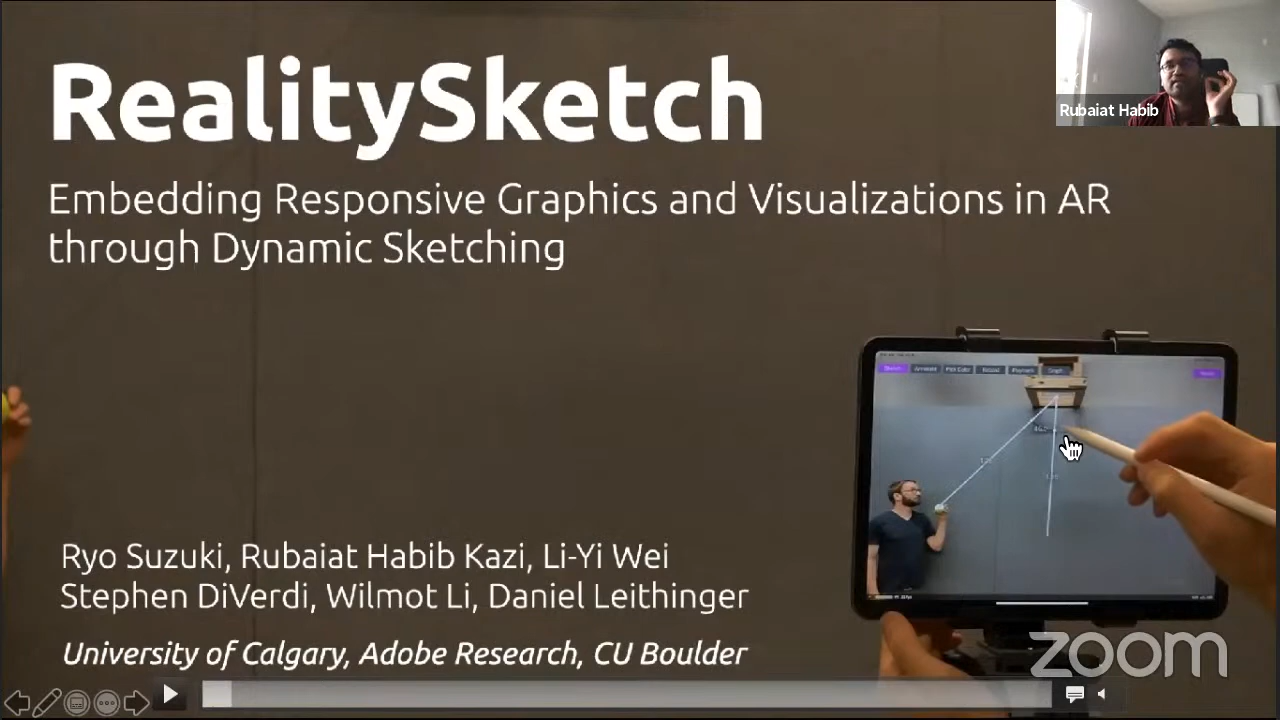 RealitySketch
Embedding Responsive Graphics and Visualizations in AR
through Dynamic Sketching
Rubaiat Habib
Ryo Suzuki, Rubaiat Habib Kazi, Li-Yi Wei
Stephen DiVerdi, Wilmot Li, Daniel Leithinger
University of Calgary, Adobe Research, CU Boulder
zoom